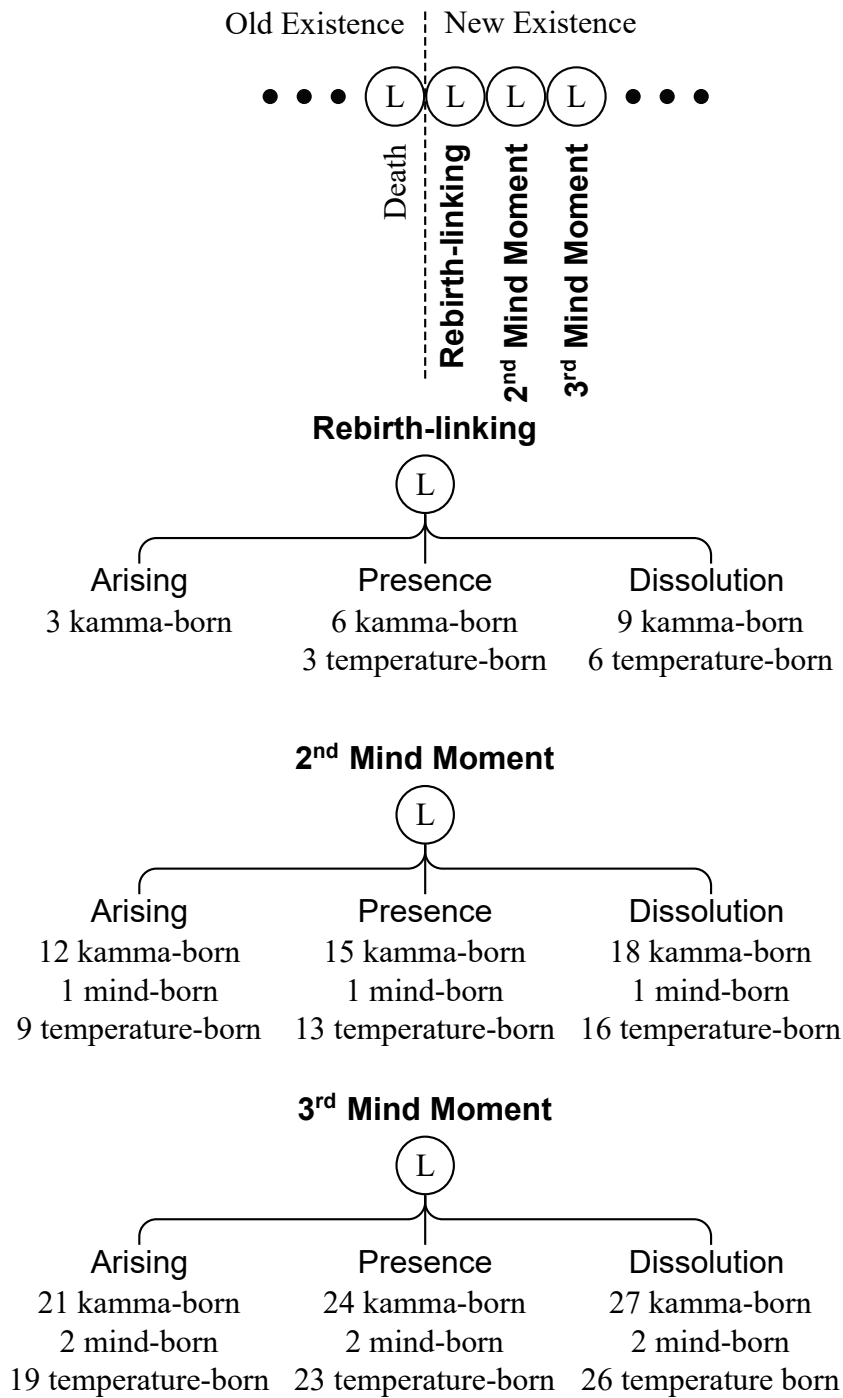 Old Existence New Existence
L L L L
Death
Rebirth-linking
2nd Mind Moment
3rd Mind Moment
Rebirth-linking
L
Arising Presence Dissolution
3 kamma-born 6 kamma-born 9 kamma-born
3 temperature-born 6 temperature-born
2nd Mind Moment
L
Arising Presence Dissolution
12 kamma-born 15 kamma-born 18 kamma-born
1 mind-born 1 mind-born 1 mind-born
9 temperature-born 13 temperature-born 16 temperature-born
3rd Mind Moment
L
Arising Presence Dissolution
21 kamma-born 24 kamma-born 27 kamma-born
2 mind-born 2 mind-born 2 mind-born
19 temperature-born 23 temperature-born 26 temperature born